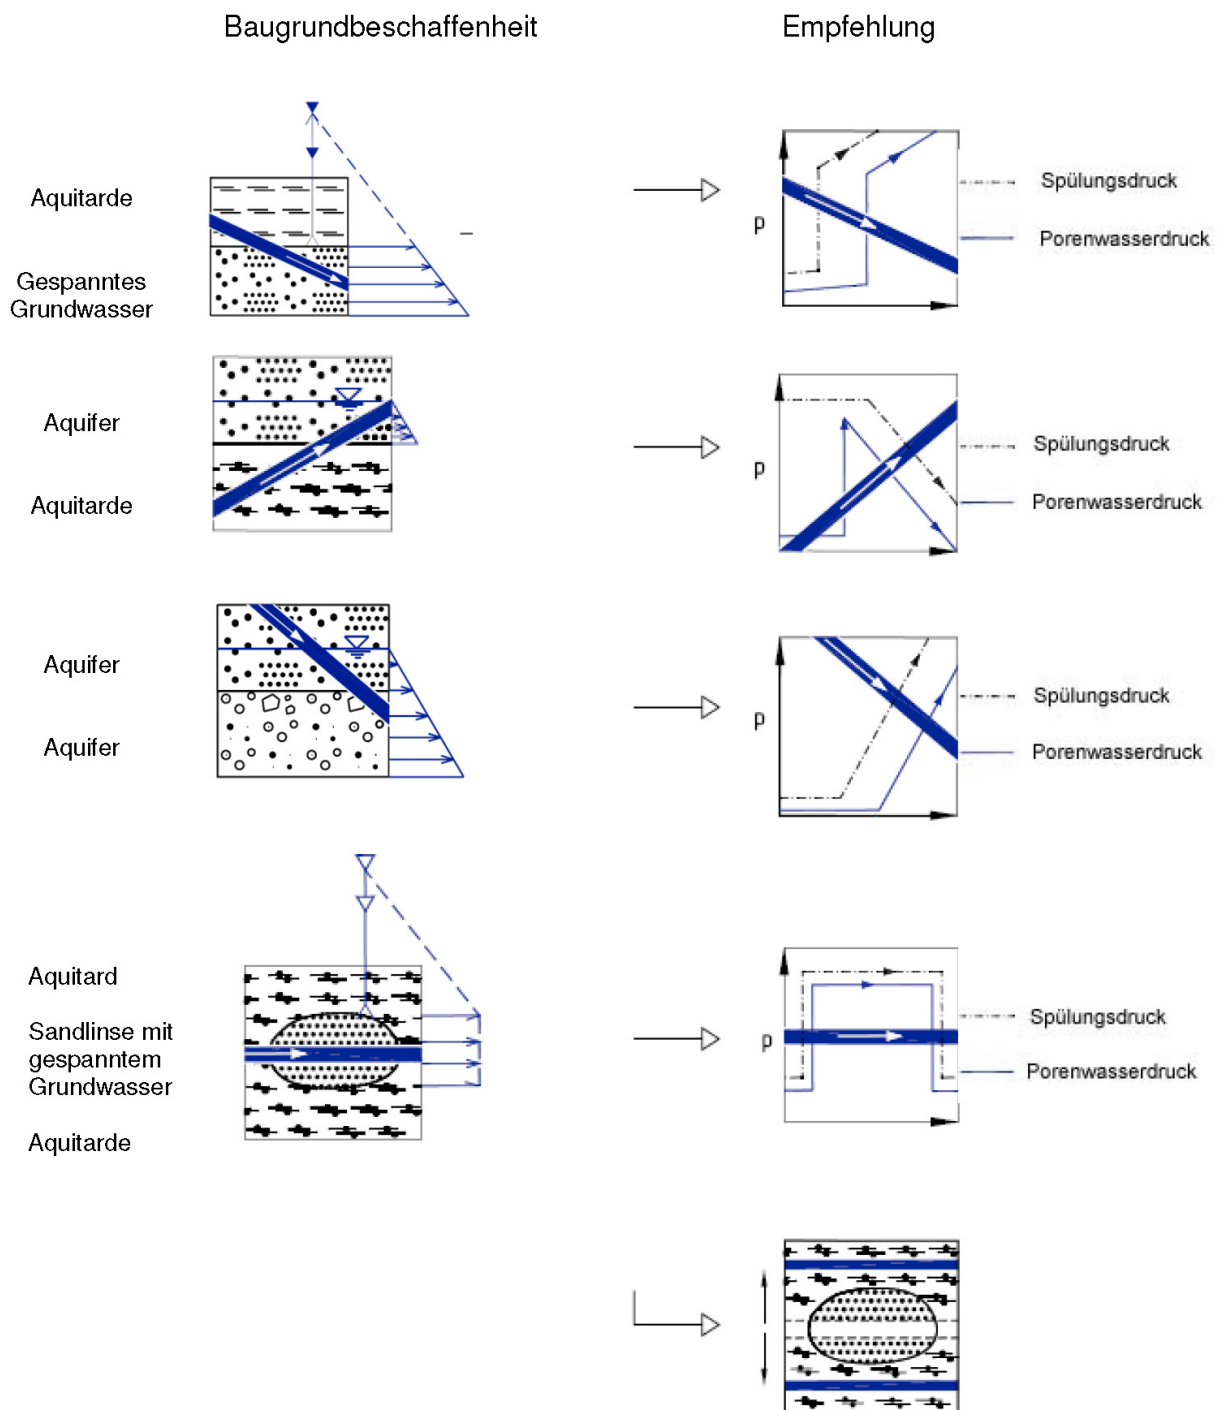 Baugrundbeschaffenheit
Empfehlung
Aquitarde
Gespanntes
Grundwasser
p
Spülungsdruck
Porenwasserdruck
Aquifer
Aquitarde
p
Spülungsdruck
Porenwasserdruck
Aquifer
Aquifer
p
Spülungsdruck
Porenwasserdruck
Aquitard
Sandlinse mit
gespanntem
Grundwasser
Aquitarde
p
Spülungsdruck
Porenwasserdruck